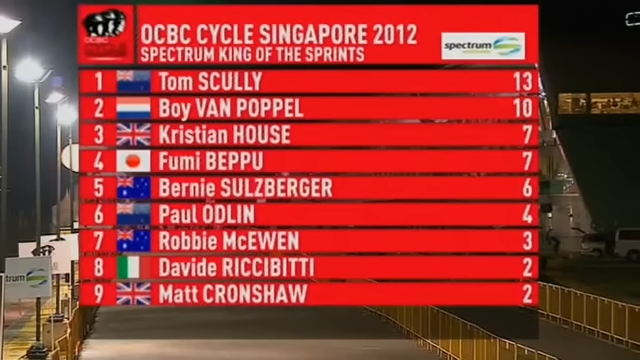 OCBC
OCBC CYCLE SINGAPORE 2012
SPECTRUM KING OF THE SPRINTS
spectrum
1 Tom SCULLY 13
2 Boy VAN POPPEL 10
3 Kristian HOUSE 7
4 Fumi BEPPU 7
5 Bernie SULZBERGER 6
6 Paul ODLIN 4
7 Robbie McEWEN 3
8 Davide RICCIBITTI 2
9 Matt CRONSHAW 2
trum